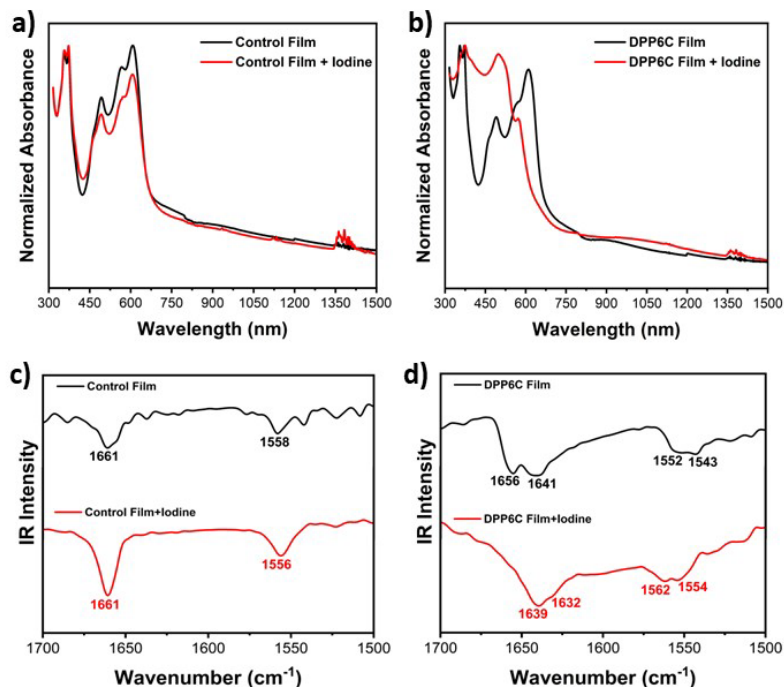 a)
Control Film
Control Film + Iodine
Normalized Absorbance
300 450 600 750 900 1050 1200 1350 1500
Wavelength (nm)
b)
DPP6C Film
DPP6C Film + Iodine
Normalized Absorbance
300 450 600 750 900 1050 1200 1350 1500
Wavelength (nm)
c)
Control Film
1661
1558
Control Film+Iodine
1661
1556
IR Intensity
1700 1650 1600 1550 1500
Wavenumber (cm⁻¹)
d)
DPP6C Film
1656
1641
1552
1543
DPP6C Film+Iodine
1639
1632
1562
1554
IR Intensity
1700 1650 1600 1550 1500
Wavenumber (cm⁻¹)